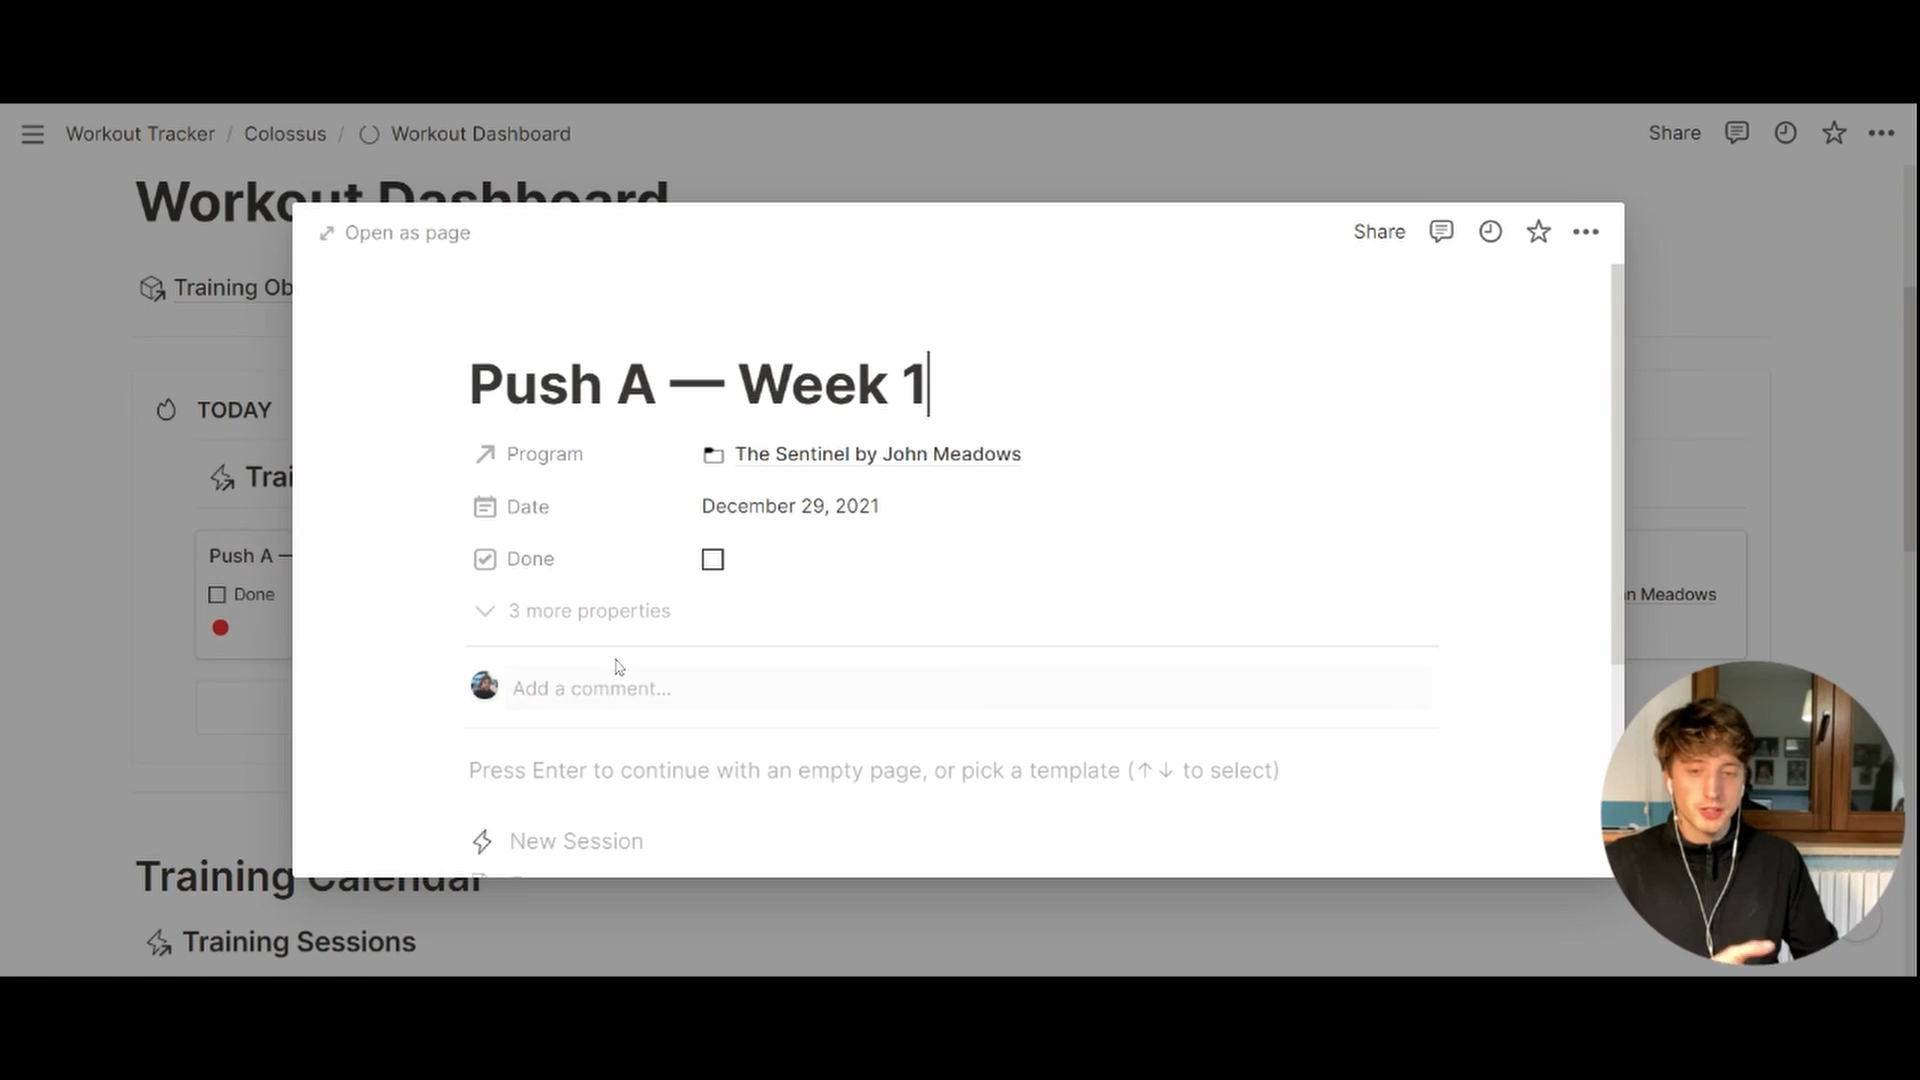 Workout Tracker / Colossus / Workout Dashboard
Share
Workout Dashboard
Open as page
Share
Training Ob
Push A — Week 1
TODAY
Program
The Sentinel by John Meadows
Trai
Date
December 29, 2021
Push A —
Done
Done
n Meadows
3 more properties
Add a comment...
Press Enter to continue with an empty page, or pick a template (↑↓ to select)
New Session
Training Calendar
Training Sessions